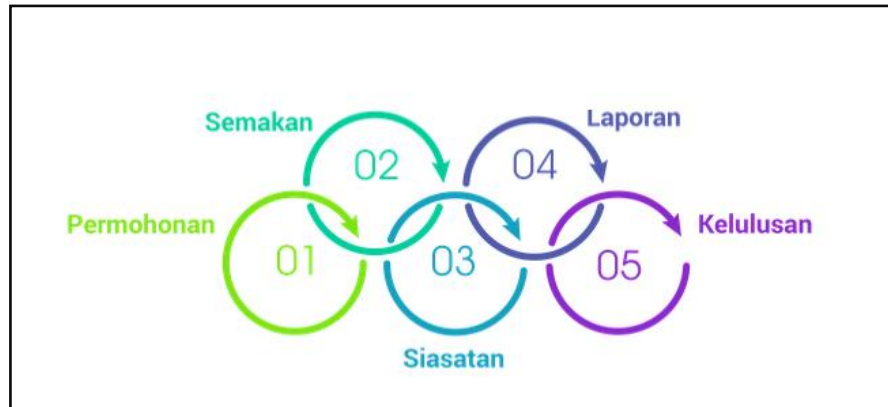 Permohonan
01
Semakan
02
Siasatan
03
Laporan
04
Kelulusan
05